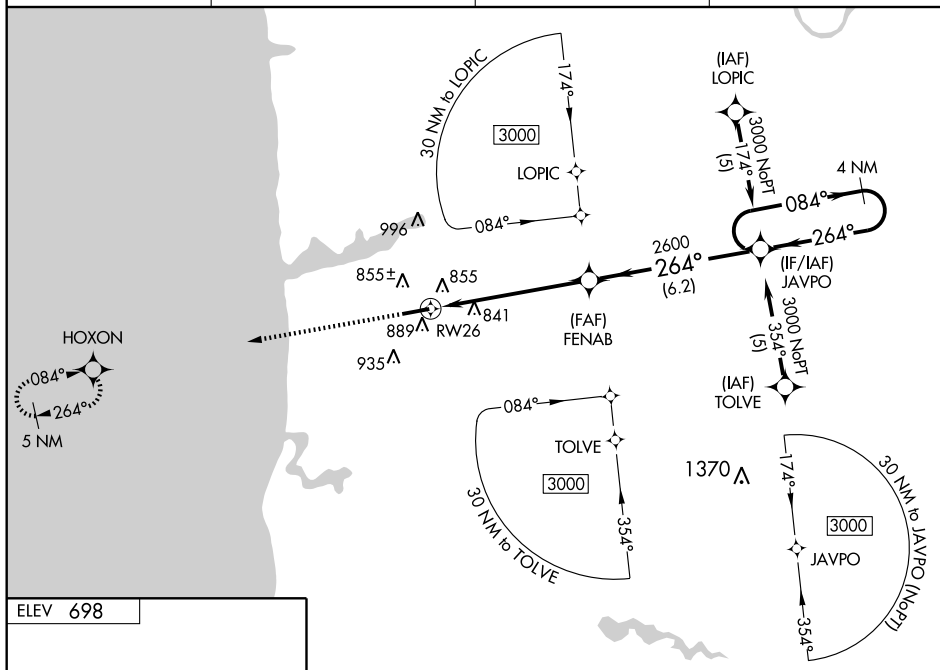 (IAF)
LOPIC
30 NM to LOPIC
174°
3000
LOPIC
084°
3000 NoPT
174°
(5)
4 NM
084°
264°
(IF/IAF)
JAVPO
2600
264°
(6.2)
996
855±
855
841
889
RW26
935
(FAF)
FENAB
HOXON
084°
264°
5 NM
3000 NoPT
354°
(5)
(IAF)
TOLVE
084°
TOLVE
3000
354°
30 NM to TOLVE
1370
174°
3000
JAVPO
354°
30 NM to JAVPO (NoPT)
ELEV 698